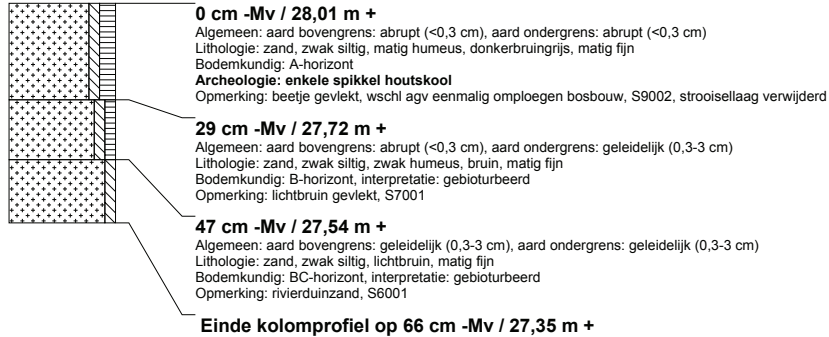 0 cm -Mv / 28,01 m +
Algemeen: aard bovengrens: abrupt (<0,3 cm), aard ondergrens: abrupt (<0,3 cm)
Lithologie: zand, zwak siltig, matig humeus, donkerbruingrijs, matig fijn
Bodemkundig: A-horizont
Archeologie: enkele spikkel houtskool
Opmerking: beetje gevlekt, wschl agv eenmalig omploegen bosbouw, S9002, strooisellaag verwijderd
29 cm -Mv / 27,72 m +
Algemeen: aard bovengrens: abrupt (<0,3 cm), aard ondergrens: geleidelijk (0,3-3 cm)
Lithologie: zand, zwak siltig, zwak humeus, bruin, matig fijn
Bodemkundig: B-horizont, interpretatie: gebioturbeerd
Opmerking: lichtbruin gevlekt, S7001
47 cm -Mv / 27,54 m +
Algemeen: aard bovengrens: geleidelijk (0,3-3 cm), aard ondergrens: geleidelijk (0,3-3 cm)
Lithologie: zand, zwak siltig, lichtbruin, matig fijn
Bodemkundig: BC-horizont, interpretatie: gebioturbeerd
Opmerking: rivierduinzand, S6001
Einde kolomprofiel op 66 cm -Mv / 27,35 m +